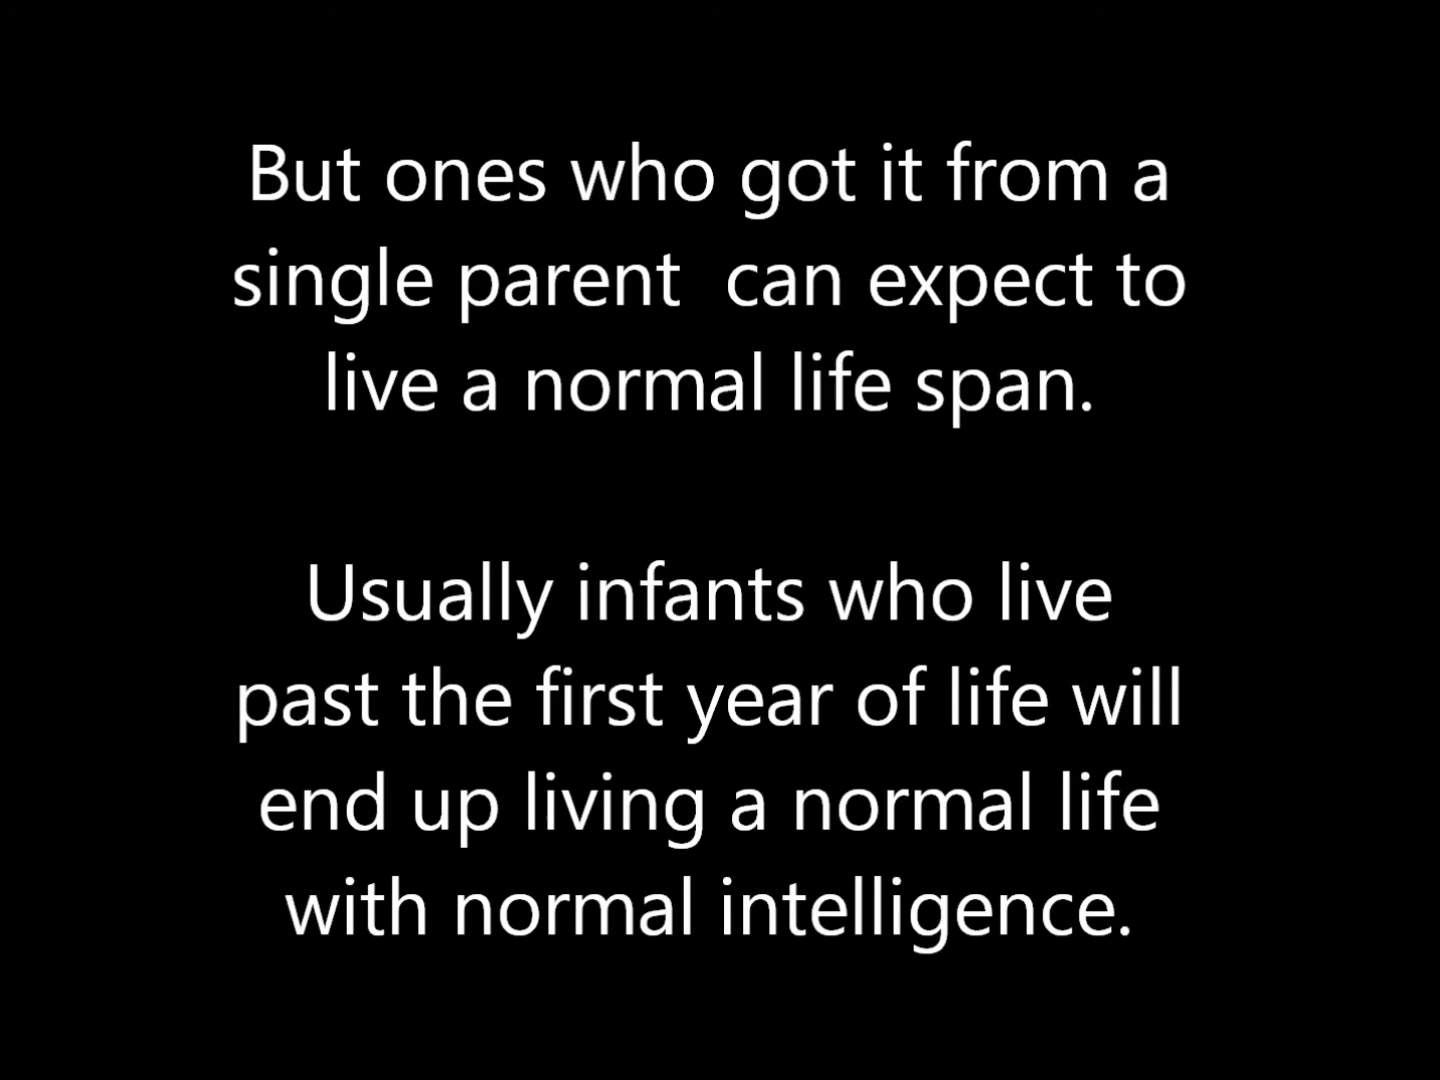 But ones who got it from a
single parent  can expect to
live a normal life span.
Usually infants who live
past the first year of life will
end up living a normal life
with normal intelligence.